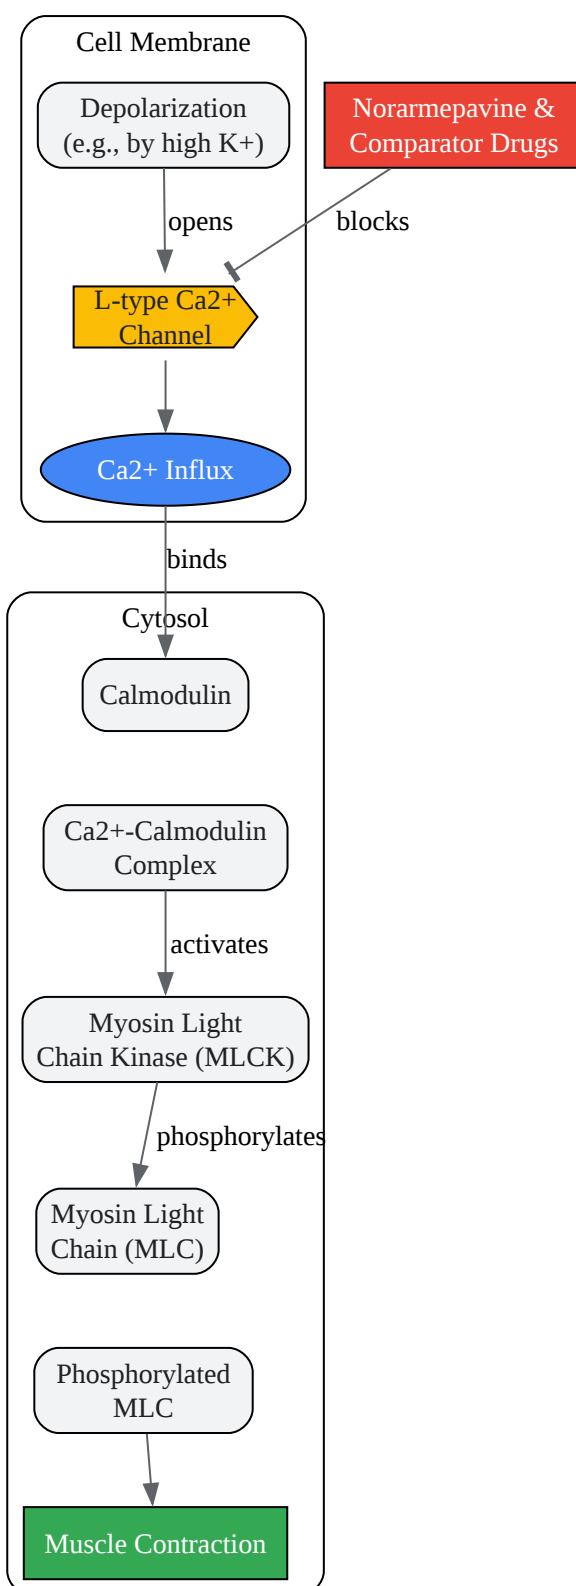 Cell Membrane
Depolarization
(e.g., by high K+)
Norarmepavine &
Comparator Drugs
opens
blocks
L-type Ca2+
Channel
Ca2+ Influx
binds
Cytosol
Calmodulin
Ca2+-Calmodulin
Complex
activates
Myosin Light
Chain Kinase (MLCK)
phosphorylates
Myosin Light
Chain (MLC)
Phosphorylated
MLC
Muscle Contraction